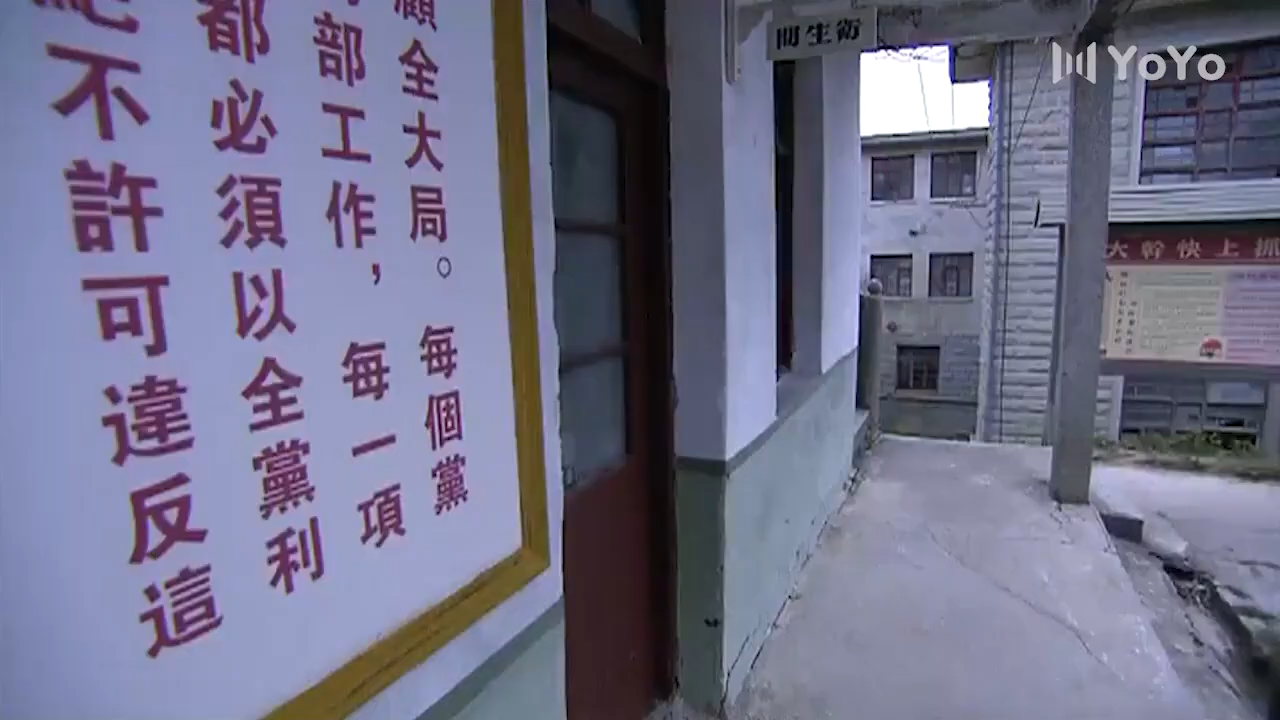 顧全大局。每個黨
部工作，每一項
都必須以全黨利
不許可違反這
衛生間
大幹快上抓
YoYo